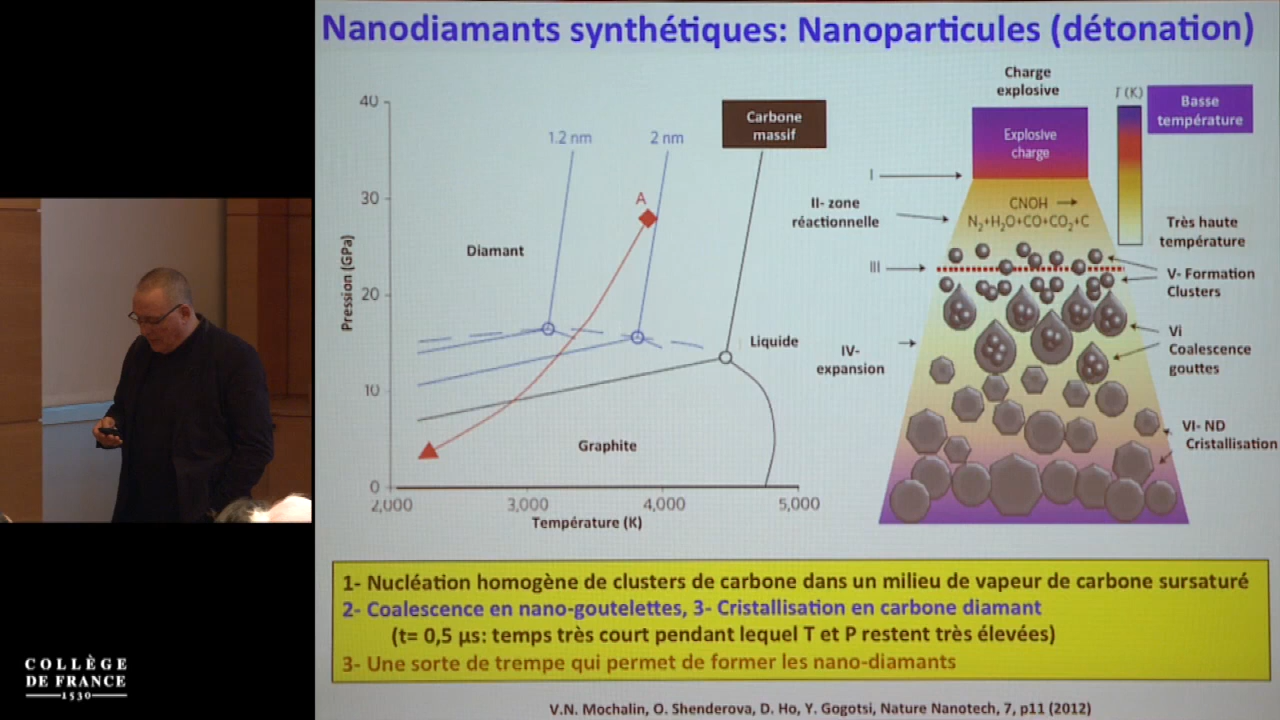 Nanodiamants synthétiques: Nanoparticules (détonation)
40
30
20
10
0
Pression (GPa)
2,000
3,000
4,000
5,000
Température (K)
1.2 nm
2 nm
Carbone
massif
A
Diamant
Liquide
Graphite
Charge
explosive
T (K)
Basse
température
Explosive
charge
I
II- zone
réactionnelle
CNOH
N₂+H₂O+CO+CO₂+C
Très haute
température
III
V- Formation
Clusters
IV-
expansion
Vi
Coalescence
gouttes
VI- ND
Cristallisation
1- Nucléation homogène de clusters de carbone dans un milieu de vapeur de carbone sursaturé
2- Coalescence en nano-goutelettes, 3- Cristallisation en carbone diamant
(t= 0,5 µs: temps très court pendant lequel T et P restent très élevées)
3- Une sorte de trempe qui permet de former les nano-diamants
V.N. Mochalin, O. Shenderova, D. Ho, Y. Gogotsi, Nature Nanotech, 7, p11 (2012)
COLLÈGE
DE FRANCE
1530